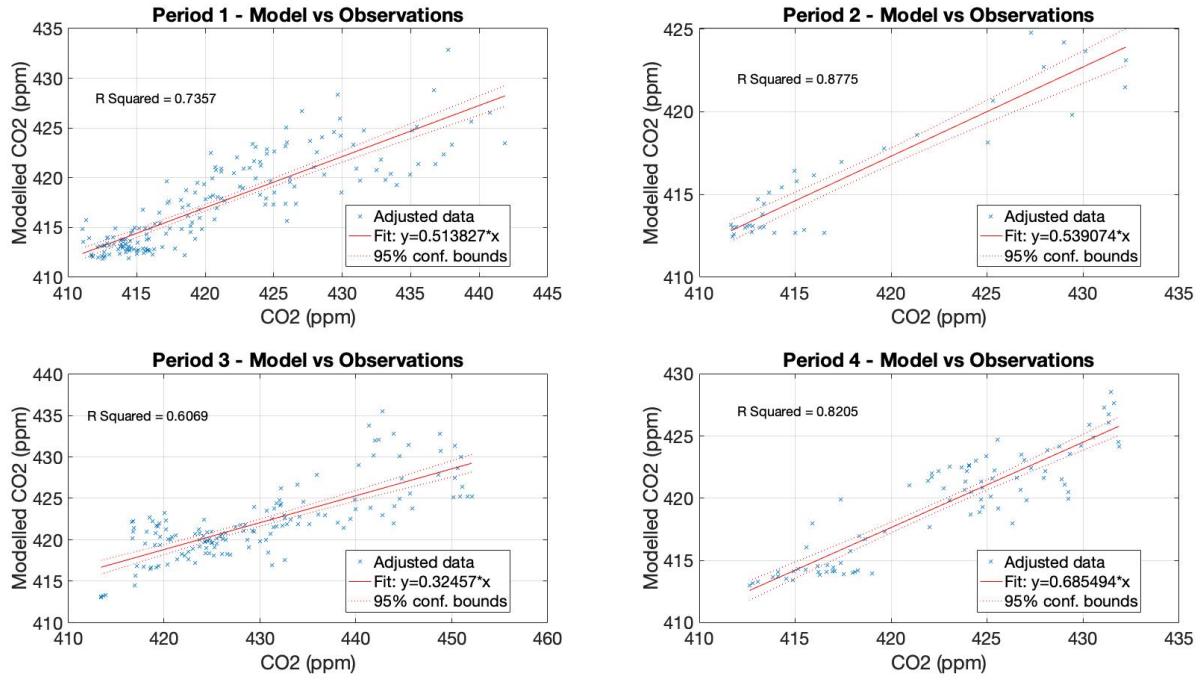 Period 1 - Model vs Observations
Modelled CO2 (ppm)
435
430
425
420
415
410
R Squared = 0.7357
Adjusted data
Fit: y=0.513827*x
95% conf. bounds
410 415 420 425 430 435 440 445
CO2 (ppm)
Period 2 - Model vs Observations
Modelled CO2 (ppm)
425
420
415
410
R Squared = 0.8775
Adjusted data
Fit: y=0.539074*x
95% conf. bounds
410 415 420 425 430 435
CO2 (ppm)
Period 3 - Model vs Observations
Modelled CO2 (ppm)
440
435
430
425
420
415
410
R Squared = 0.6069
Adjusted data
Fit: y=0.32457*x
95% conf. bounds
410 420 430 440 450 460
CO2 (ppm)
Period 4 - Model vs Observations
Modelled CO2 (ppm)
430
425
420
415
410
R Squared = 0.8205
Adjusted data
Fit: y=0.685494*x
95% conf. bounds
410 415 420 425 430 435
CO2 (ppm)